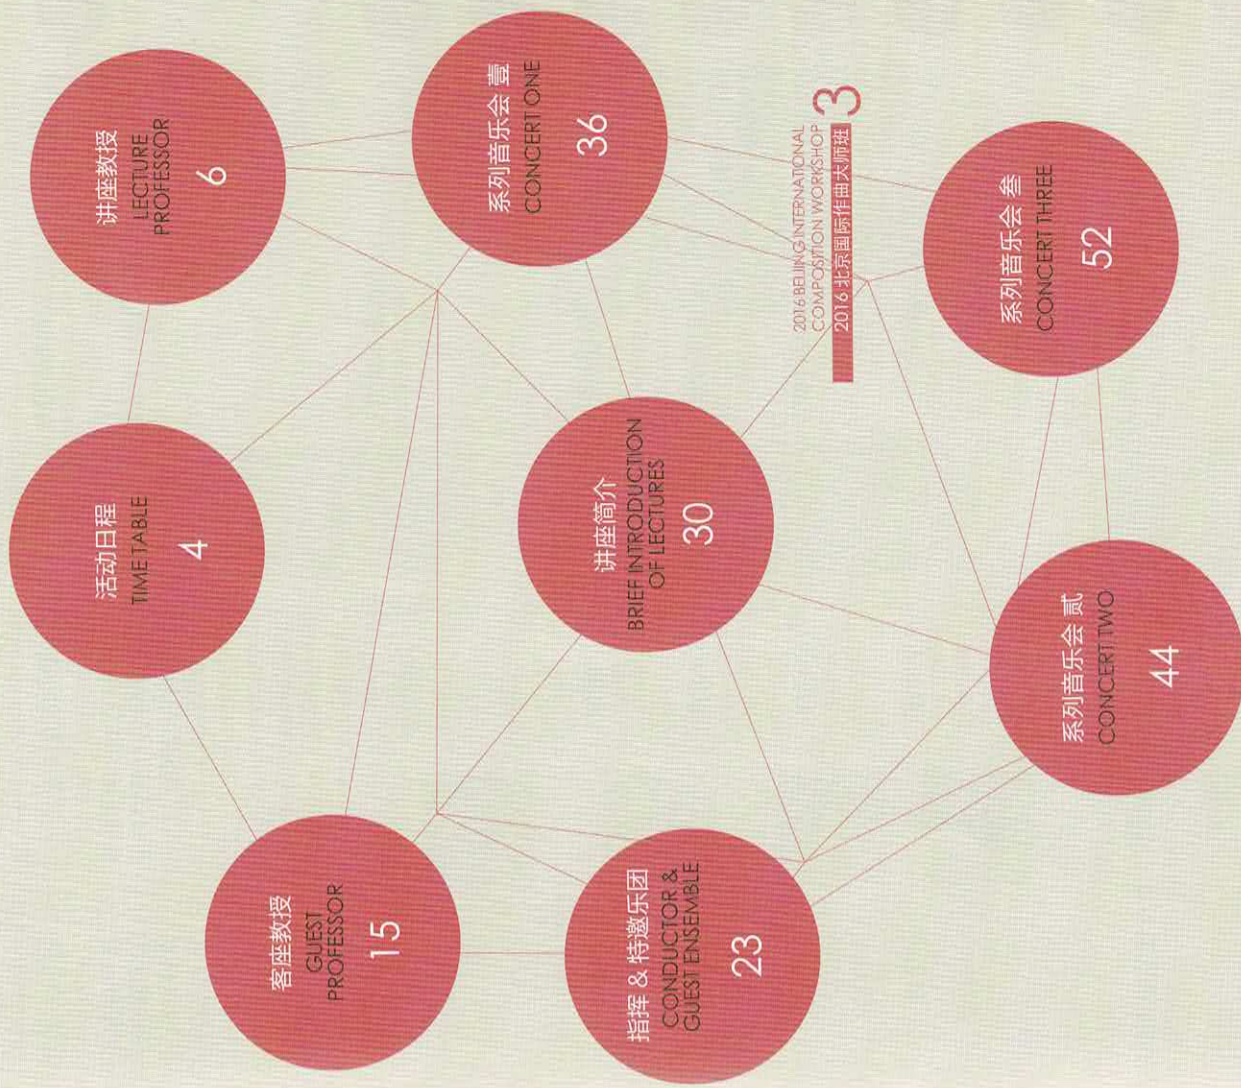 客座教授
GUEST
PROFESSOR
15
活动日程
TIME TABLE
4
讲座教授
LECTURE
PROFESSOR
6
指挥 & 特邀乐团
CONDUCTOR &
GUEST ENSEMBLE
23
讲座简介
BRIEF INTRODUCTION
OF LECTURES
30
系列音乐会 壹
CONCERT ONE
36
系列音乐会 贰
CONCERT TWO
44
系列音乐会 叁
CONCERT THREE
52
2016 BEIJING INTERNATIONAL
COMPOSITION WORKSHOP
2016 北京国际作曲大师班
3